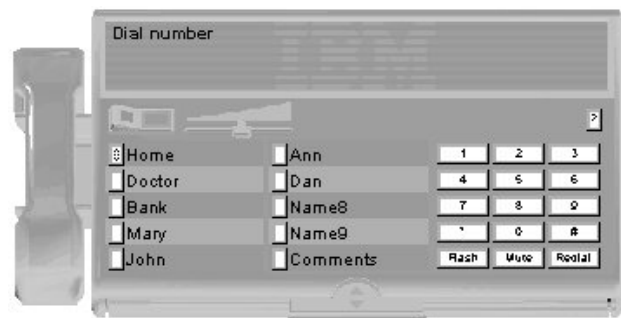 Dial number
IBM
?
Home Ann 1 2 3
Doctor Dan 4 5 6
Bank Name8 7 8 9
Mary Name9 * 0 #
John Comments Flash Mute Redial